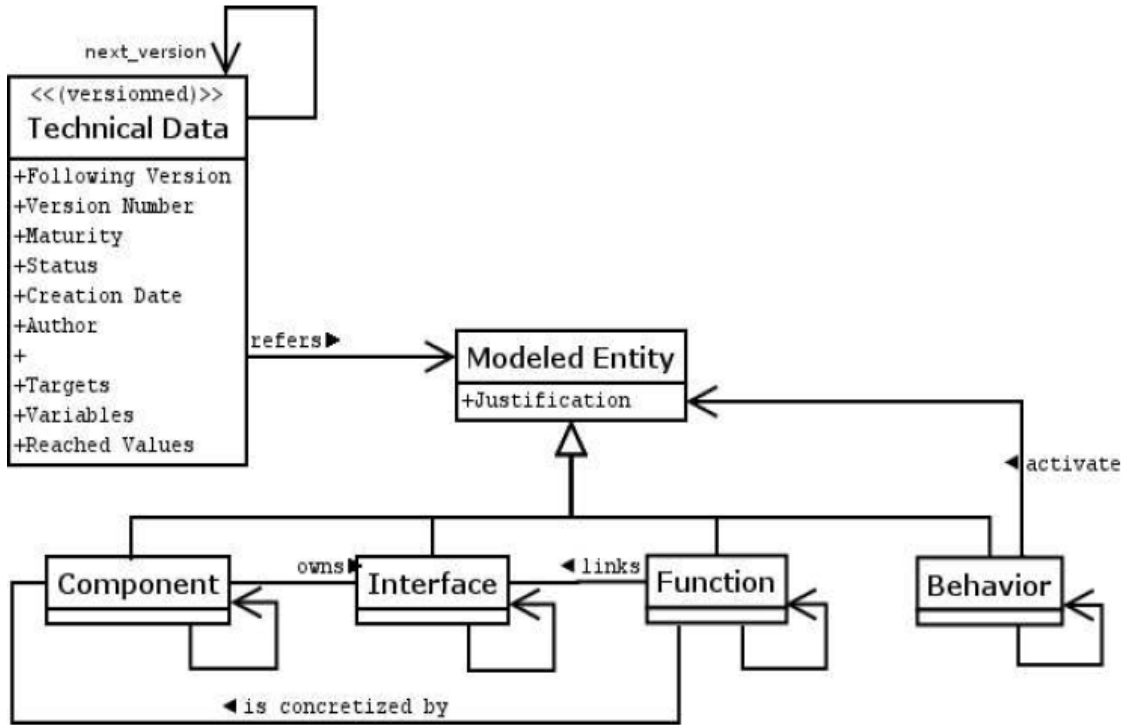 next_version
<<(versionned)>>
Technical Data
+Following Version
+Version Number
+Maturity
+Status
+Creation Date
+Author
+
+Targets
+Variables
+Reached Values
refers►
Modeled Entity
+Justification
◄ activate
Component
owns►
Interface
◄ links
Function
Behavior
◄ is concretized by